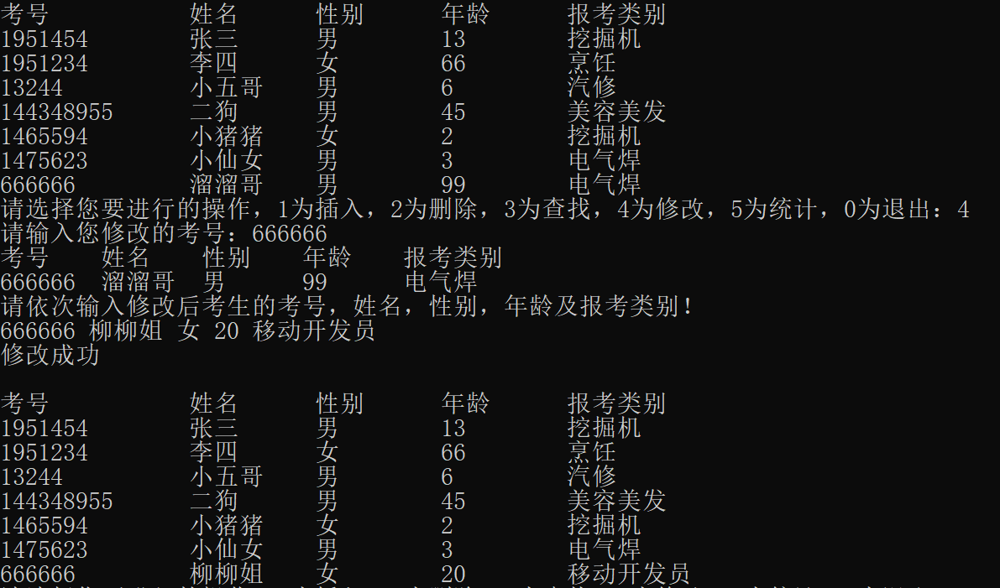 考号 姓名 性别 年龄 报考类别
1951454 张三 男 13 挖掘机
1951234 李四 女 66 烹饪
13244 小五哥 男 6 汽修
144348955 二狗 男 45 美容美发
1465594 小猪猪 女 2 挖掘机
1475623 小仙女 男 3 电气焊
666666 溜溜哥 男 99 电气焊
请选择您要进行的操作，1为插入，2为删除，3为查找，4为修改，5为统计，0为退出：4
请输入您修改的考号：666666
考号 姓名 性别 年龄 报考类别
666666 溜溜哥 男 99 电气焊
请依次输入修改后考生的考号，姓名，性别，年龄及报考类别！
666666 柳柳姐 女 20 移动开发员
修改成功
考号 姓名 性别 年龄 报考类别
1951454 张三 男 13 挖掘机
1951234 李四 女 66 烹饪
13244 小五哥 男 6 汽修
144348955 二狗 男 45 美容美发
1465594 小猪猪 女 2 挖掘机
1475623 小仙女 男 3 电气焊
666666 柳柳姐 女 20 移动开发员